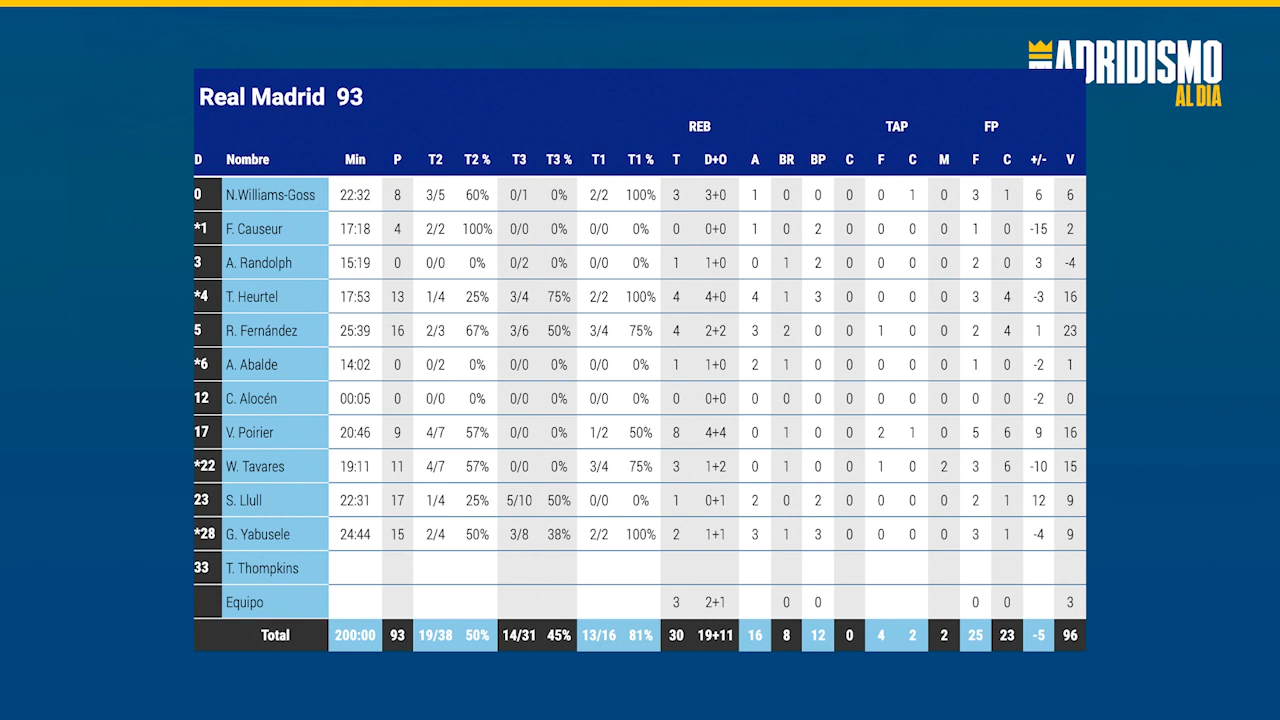 MADRIDISMO
AL DIA
Real Madrid 93
REB TAP FP
D Nombre Min P T2 T2 % T3 T3 % T1 T1 % T D+O A BR BP C F C M F C +/- V
0 N.Williams-Goss 22:32 8 3/5 60% 0/1 0% 2/2 100% 3 3+0 1 0 0 0 0 1 0 3 1 6 6
*1 F. Causeur 17:18 4 2/2 100% 0/0 0% 0/0 0% 0 0+0 1 0 2 0 0 0 0 1 0 -15 2
3 A. Randolph 15:19 0 0/0 0% 0/2 0% 0/0 0% 1 1+0 0 1 2 0 0 0 0 2 0 3 -4
*4 T. Heurtel 17:53 13 1/4 25% 3/4 75% 2/2 100% 4 4+0 4 1 3 0 0 0 0 3 4 -3 16
5 R. Fernández 25:39 16 2/3 67% 3/6 50% 3/4 75% 4 2+2 3 2 0 0 1 0 0 2 4 1 23
*6 A. Abalde 14:02 0 0/2 0% 0/0 0% 0/0 0% 1 1+0 2 1 0 0 0 0 0 1 0 -2 1
12 C. Alocén 00:05 0 0/0 0% 0/0 0% 0/0 0% 0 0+0 0 0 0 0 0 0 0 0 0 -2 0
17 V. Poirier 20:46 9 4/7 57% 0/0 0% 1/2 50% 8 4+4 0 1 0 0 2 1 0 5 6 9 16
*22 W. Tavares 19:11 11 4/7 57% 0/0 0% 3/4 75% 3 1+2 0 1 0 0 1 0 2 3 6 -10 15
23 S. Llull 22:31 17 1/4 25% 5/10 50% 0/0 0% 1 0+1 2 0 2 0 0 0 0 2 1 12 9
*28 G. Yabusele 24:44 15 2/4 50% 3/8 38% 2/2 100% 2 1+1 3 1 3 0 0 0 0 3 1 -4 9
33 T. Thompkins
Equipo 3 2+1 0 0 0 0 3
Total 200:00 93 19/38 50% 14/31 45% 13/16 81% 30 19+11 16 8 12 0 4 2 2 25 23 -5 96